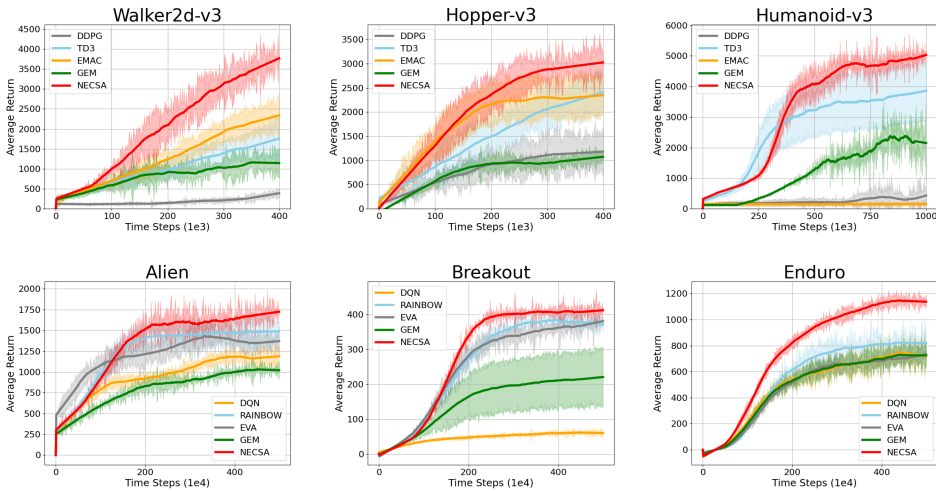 Walker2d-v3
DDPG
TD3
EMAC
GEM
NECSA
4500
4000
3500
3000
2500
2000
1500
1000
500
0
Average Return
0 100 200 300 400
Time Steps (1e3)
Hopper-v3
DDPG
TD3
EMAC
GEM
NECSA
3500
3000
2500
2000
1500
1000
500
0
Average Return
0 100 200 300 400
Time Steps (1e3)
Humanoid-v3
DDPG
TD3
EMAC
GEM
NECSA
6000
5000
4000
3000
2000
1000
0
Average Return
0 250 500 750 1000
Time Steps (1e3)
Alien
2000
1750
1500
1250
1000
750
500
250
0
Average Return
DQN
RAINBOW
EVA
GEM
NECSA
0 200 400
Time Steps (1e4)
Breakout
DQN
RAINBOW
EVA
GEM
NECSA
400
300
200
100
0
Average Return
0 200 400
Time Steps (1e4)
Enduro
1200
1000
800
600
400
200
0
Average Return
DQN
RAINBOW
EVA
GEM
NECSA
0 200 400
Time Steps (1e4)